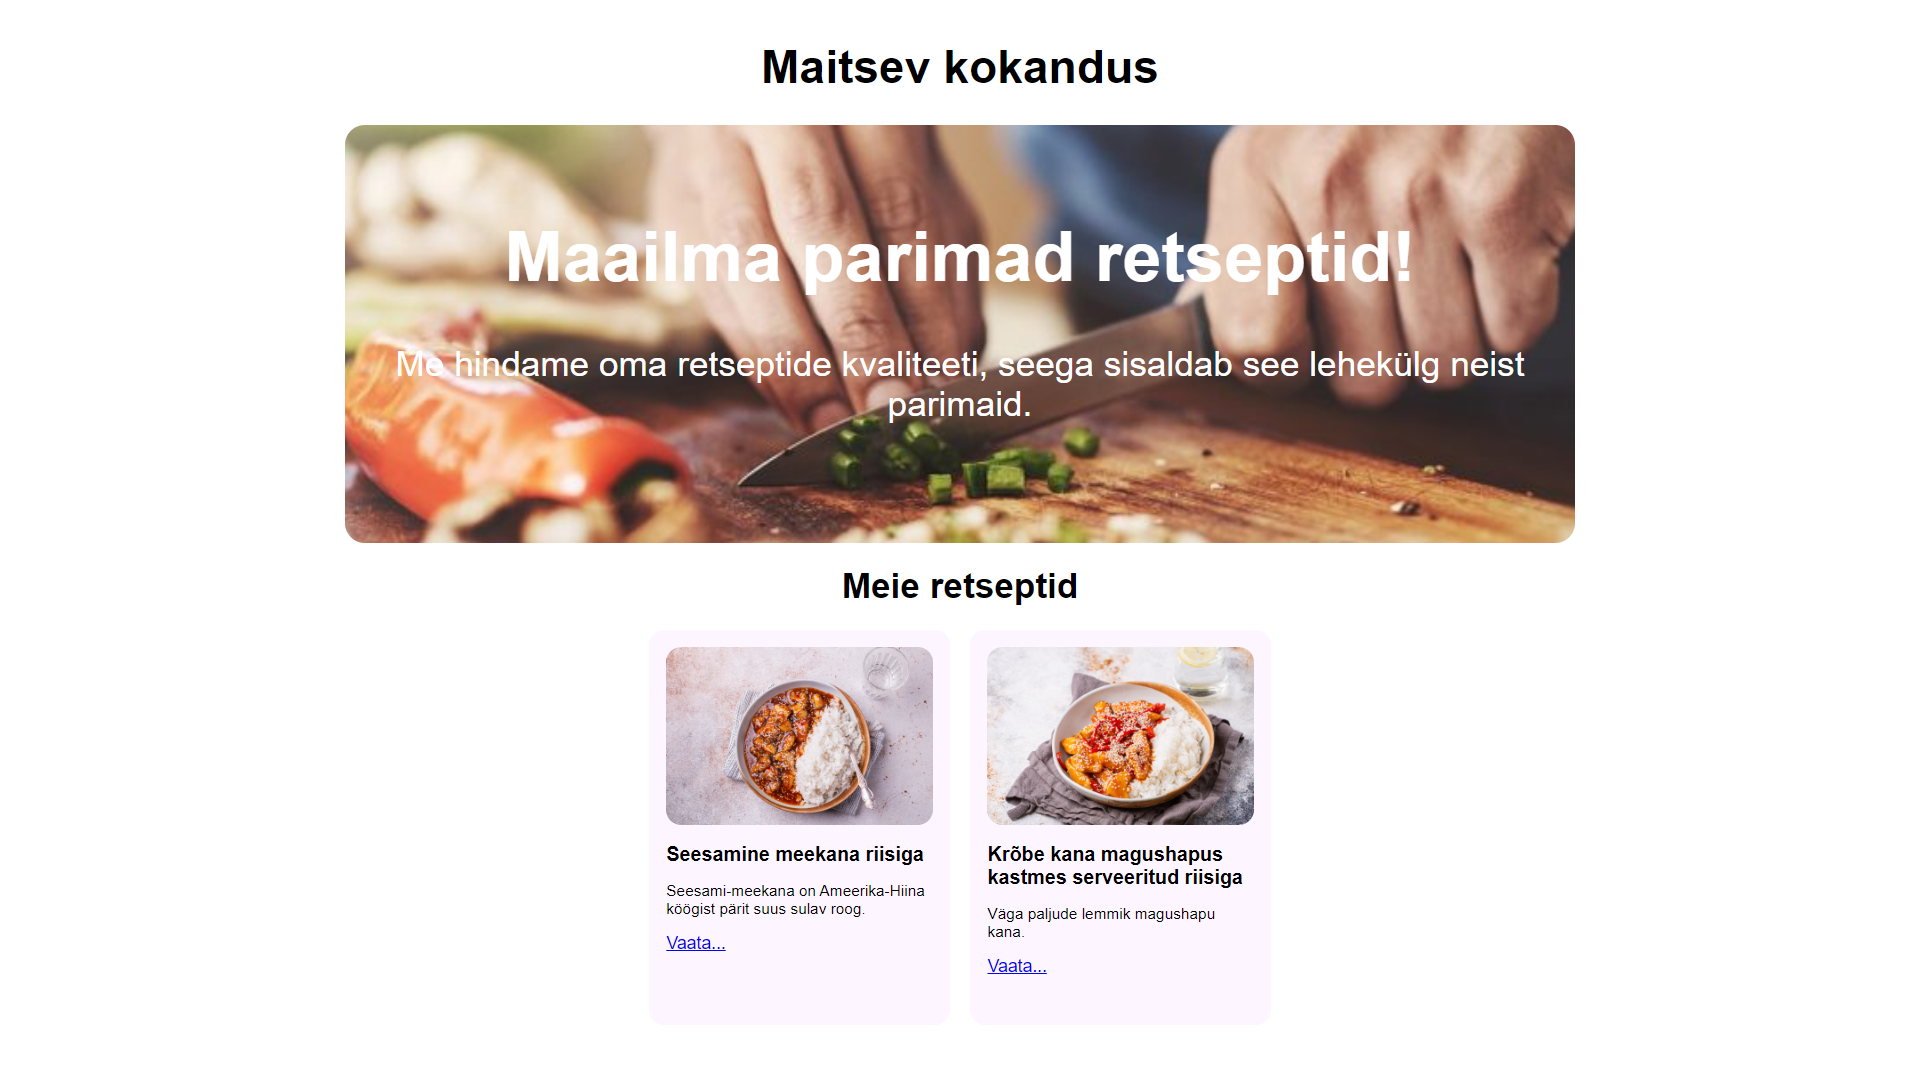 Maitsev kokandus
Maailma parimad retseptid!
Me hindame oma retseptide kvaliteeti, seega sisaldab see lehekülg neist
parimaid.
Meie retseptid
Seesamine meekana riisiga
Seesami-meekana on Ameerika-Hiina
köögist pärit suus sulav roog.
Vaata...
Krõbe kana magushapus
kastmes serveeritud riisiga
Väga paljude lemmik magushapu
kana.
Vaata...